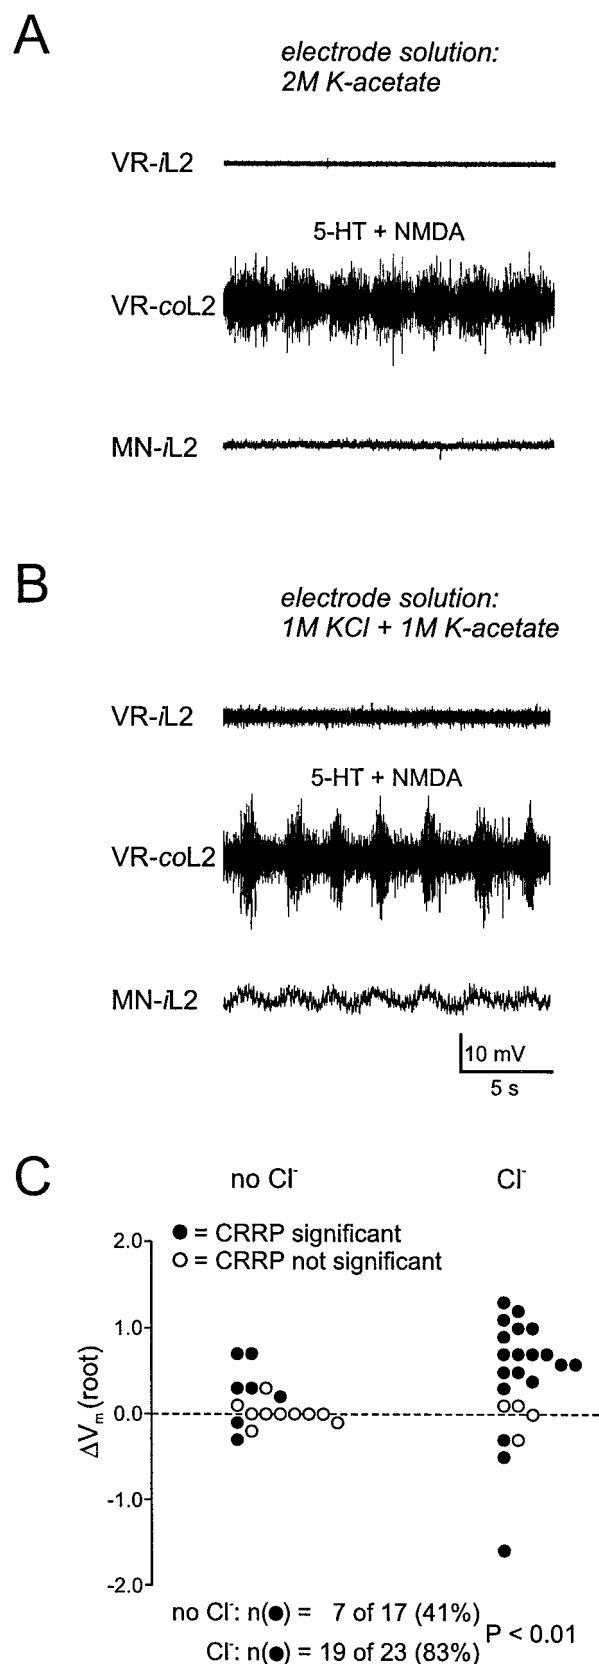 A
electrode solution:
2M K-acetate
VR-iL2
5-HT + NMDA
VR-coL2
MN-iL2
B
electrode solution:
1M KCl + 1M K-acetate
VR-iL2
5-HT + NMDA
VR-coL2
MN-iL2
10 mV
5 s
C
no Cl⁻
Cl⁻
● = CRRP significant
○ = CRRP not significant
2.0
1.0
0.0
-1.0
-2.0
ΔVₘ (root)
no Cl⁻: n(●) = 7 of 17 (41%)
Cl⁻: n(●) = 19 of 23 (83%)
P < 0.01